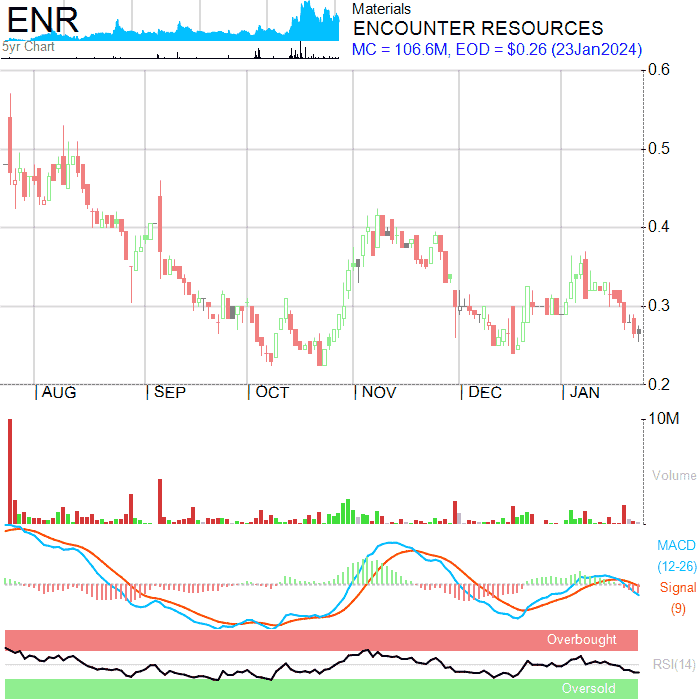 ENR
5yr Chart
Materials
ENCOUNTER RESOURCES
MC = 106.6M, EOD = $0.26 (23Jan2024)
0.6
0.5
0.4
0.3
0.2
AUG SEP OCT NOV DEC JAN
10M
Volume
MACD
(12-26)
Signal
(9)
Overbought
RSI(14)
Oversold